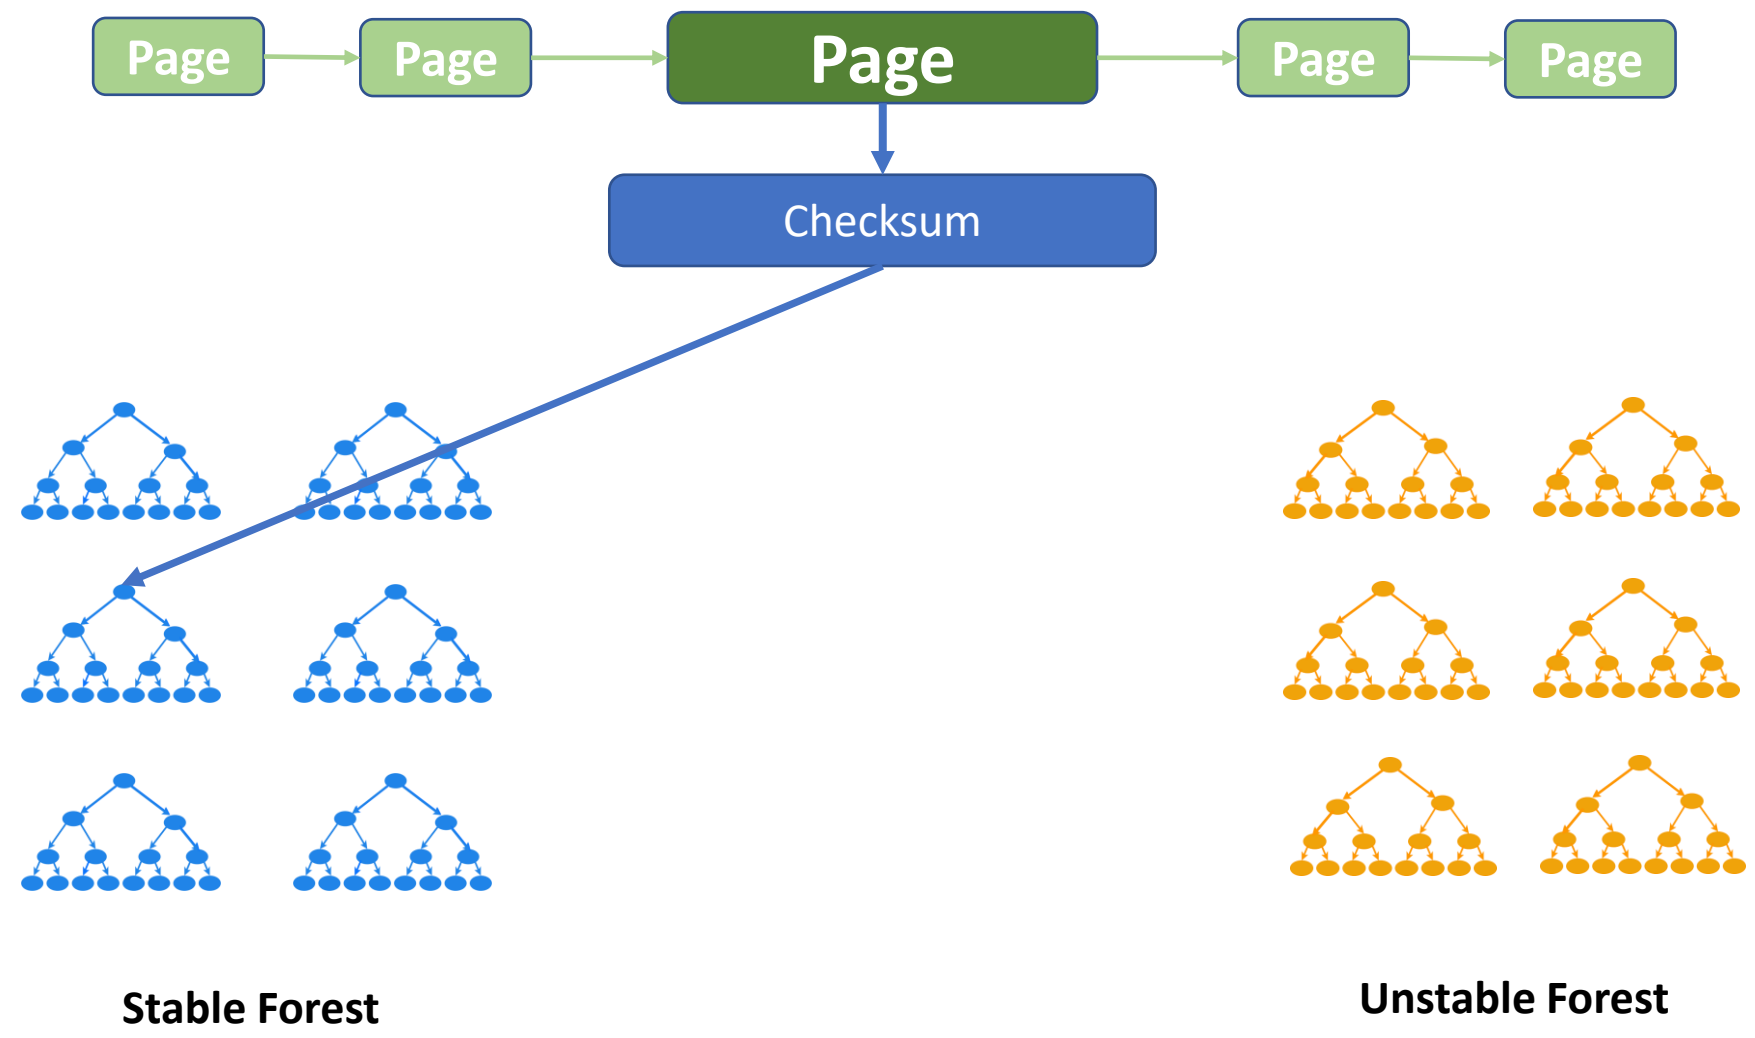 Page
Page
Page
Page
Page
Checksum
Stable Forest
Unstable Forest